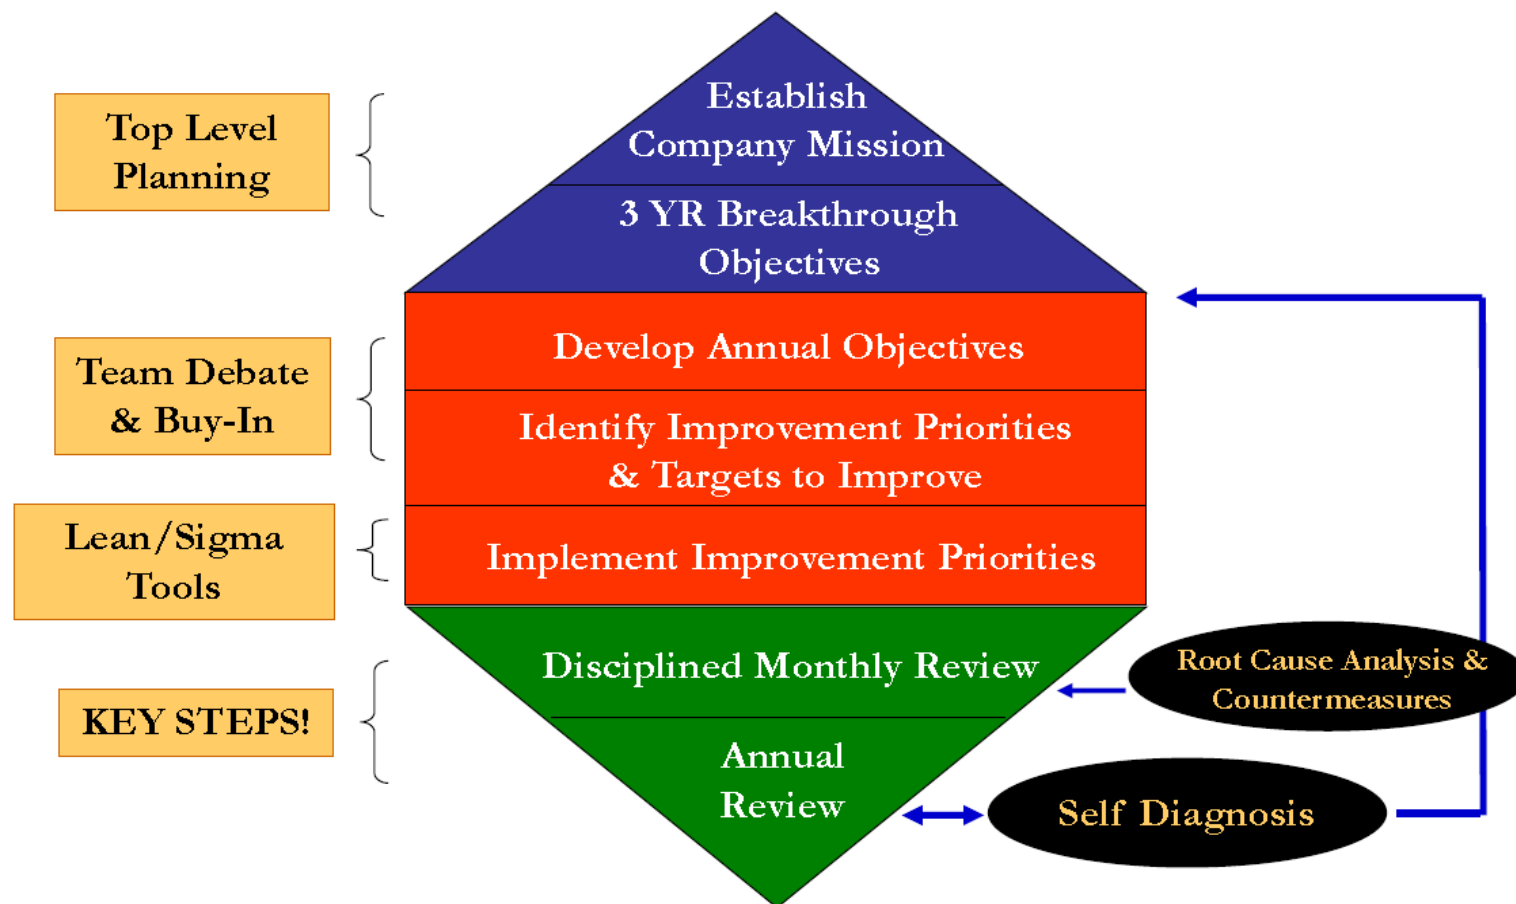 Establish
Company Mission
Top Level
Planning
3 YR Breakthrough
Objectives
Develop Annual Objectives
Team Debate
& Buy-In
Identify Improvement Priorities
& Targets to Improve
Lean/Sigma
Tools
Implement Improvement Priorities
Disciplined Monthly Review
Root Cause Analysis &
Countermeasures
KEY STEPS!
Annual
Review
Self Diagnosis